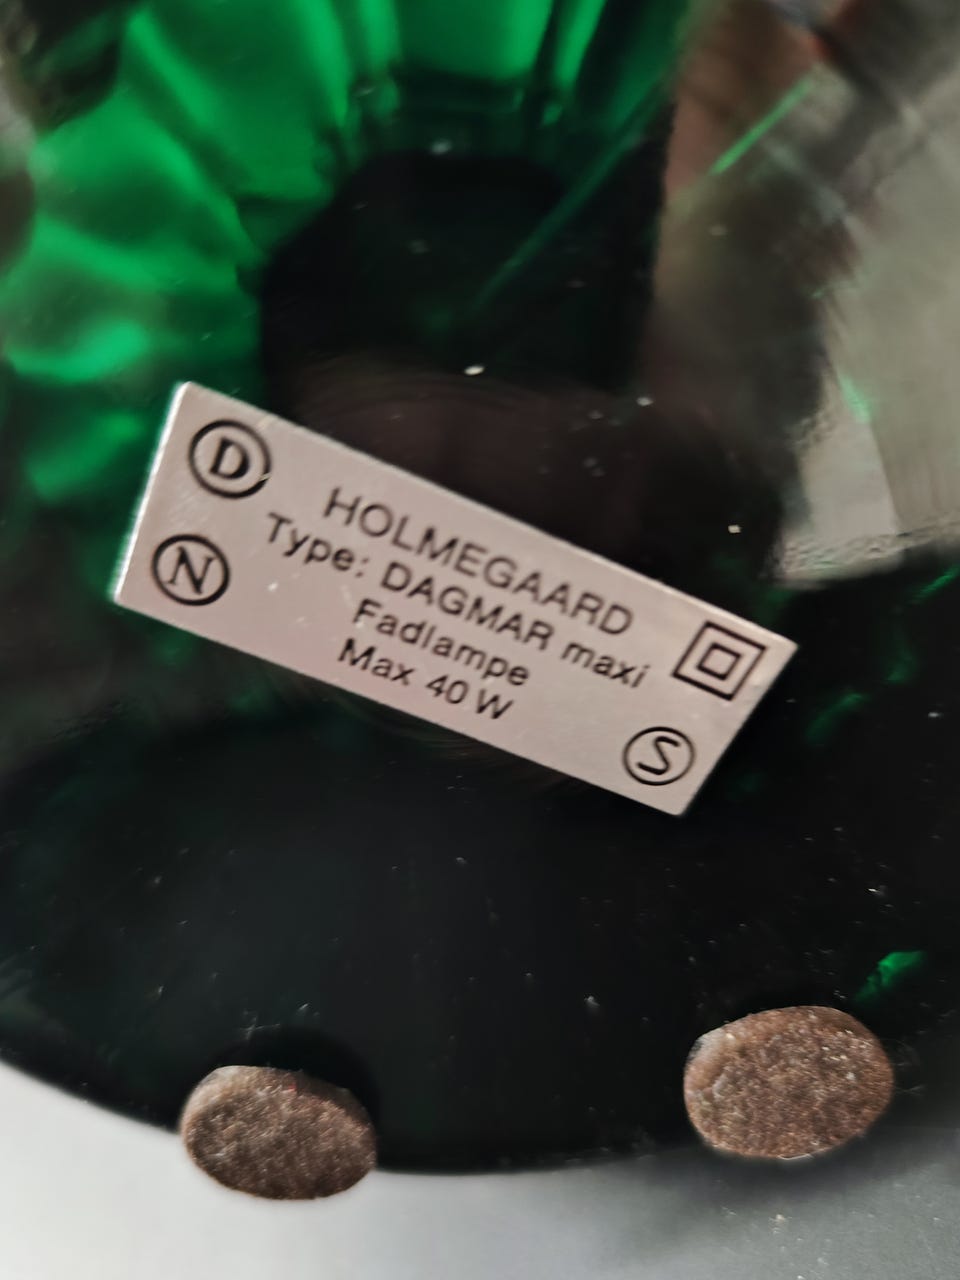 D
HOLMEGAARD
N
Type: DAGMAR maxi
Fadlampe
Max 40 W
S